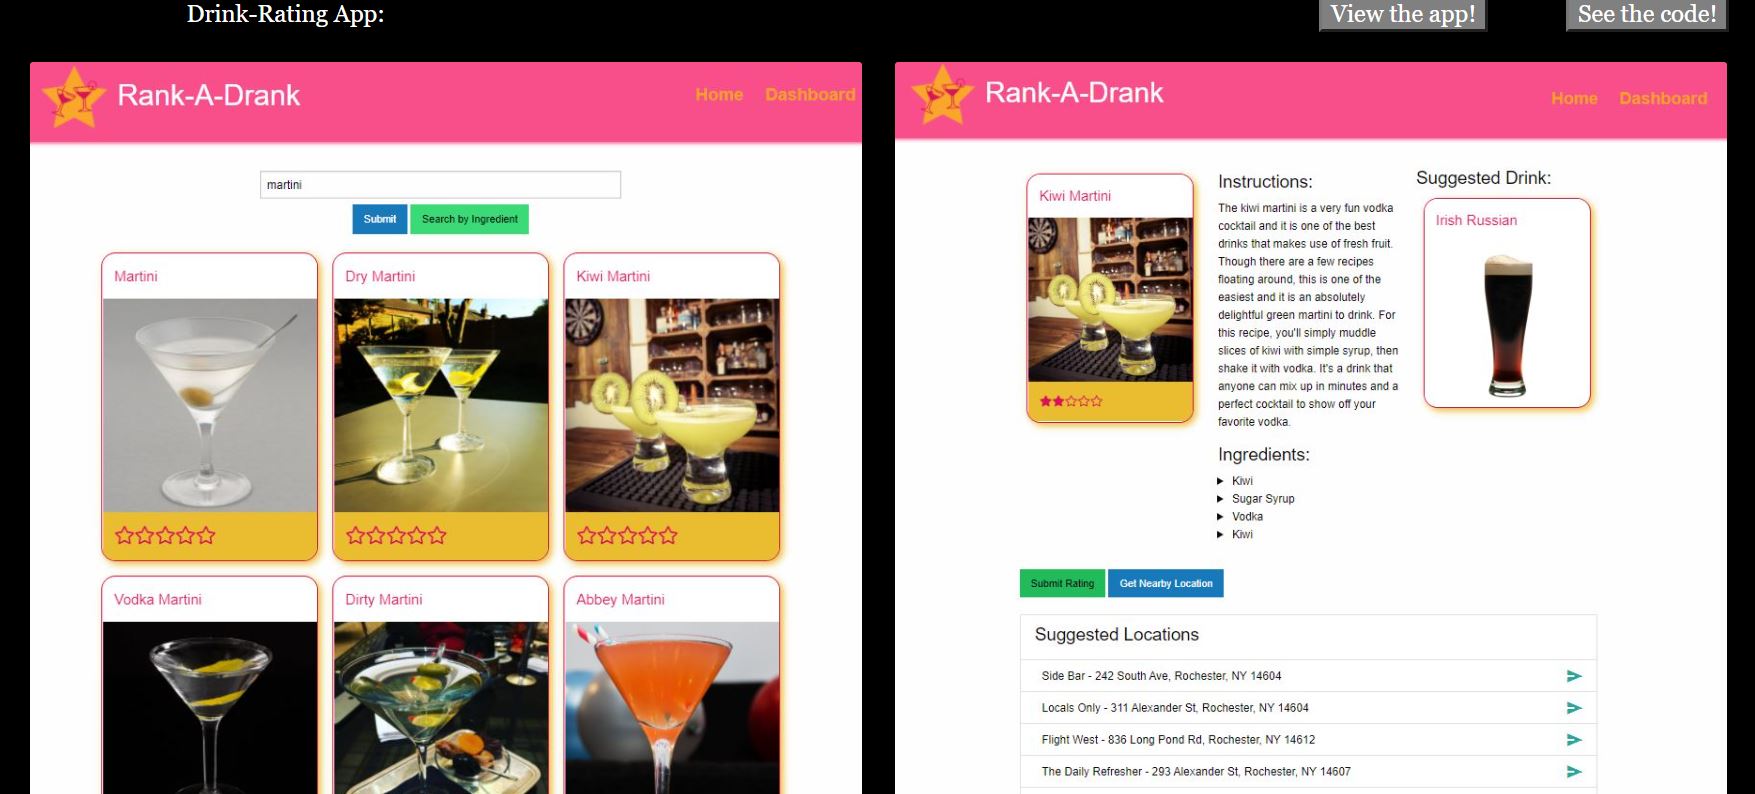 Drink-Rating App:
View the app!
See the code!
Rank-A-Drank
Home
Dashboard
martini
Submit
Search by Ingredient
Martini
Dry Martini
Kiwi Martini
Vodka Martini
Dirty Martini
Abbey Martini
Rank-A-Drank
Home
Dashboard
Kiwi Martini
Instructions:
The kiwi martini is a very fun vodka
cocktail and it is one of the best
drinks that makes use of fresh fruit.
Though there are a few recipes
floating around, this is one of the
easiest and it is an absolutely
delightful green martini to drink. For
this recipe, you'll simply muddle
slices of kiwi with simple syrup, then
shake it with vodka. It's a drink that
anyone can mix up in minutes and a
perfect cocktail to show off your
favorite vodka.
Ingredients:
Kiwi
Sugar Syrup
Vodka
Kiwi
Suggested Drink:
Irish Russian
Submit Rating
Get Nearby Location
Suggested Locations
Side Bar - 242 South Ave, Rochester, NY 14604
Locals Only - 311 Alexander St, Rochester, NY 14604
Flight West - 836 Long Pond Rd, Rochester, NY 14612
The Daily Refresher - 293 Alexander St, Rochester, NY 14607